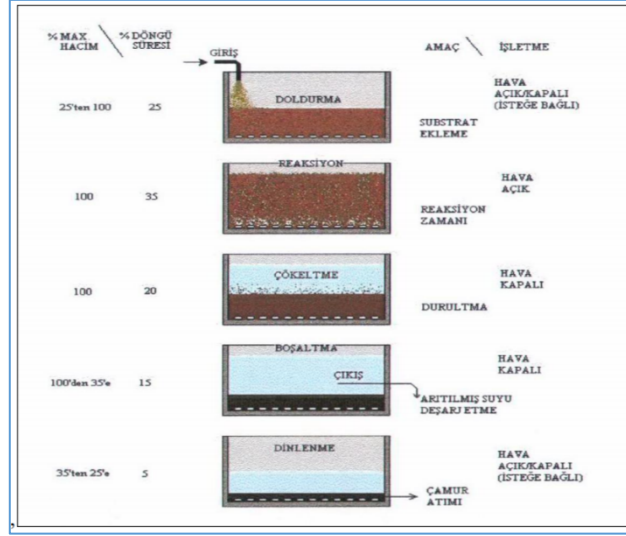 % MAX HACİM
% DÖNGÜ SÜRESİ
GİRİŞ
AMAÇ
İŞLETME
25'ten 100
25
DOLDURMA
SUBSTRAT EKLEME
HAVA AÇIK/KAPALI (İSTEĞE BAĞLI)
100
35
REAKSİYON
REAKSİYON ZAMANI
HAVA AÇIK
100
20
ÇÖKELTME
DURULTMA
HAVA KAPALI
100'den 35'e
15
BOŞALTMA
ÇIKIŞ
ARITILMIŞ SUYU DEŞARJ ETME
HAVA KAPALI
35'ten 25'e
5
DİNLENME
ÇAMUR ATIMI
HAVA AÇIK/KAPALI (İSTEĞE BAĞLI)
,